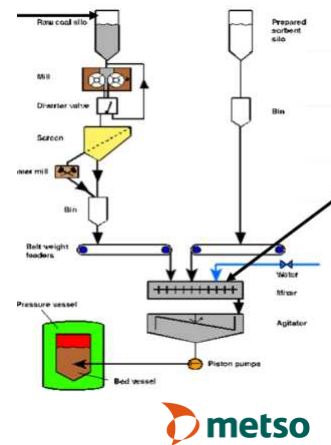 Raw coal silo
Prepared
sorbent
silo
Mill
Bin
Diverter valve
Screen
mer mill
Bin
Belt weight
feeders
Water
Mixer
Pressure vessel
Agitator
Piston pumps
Bed vessel
metso